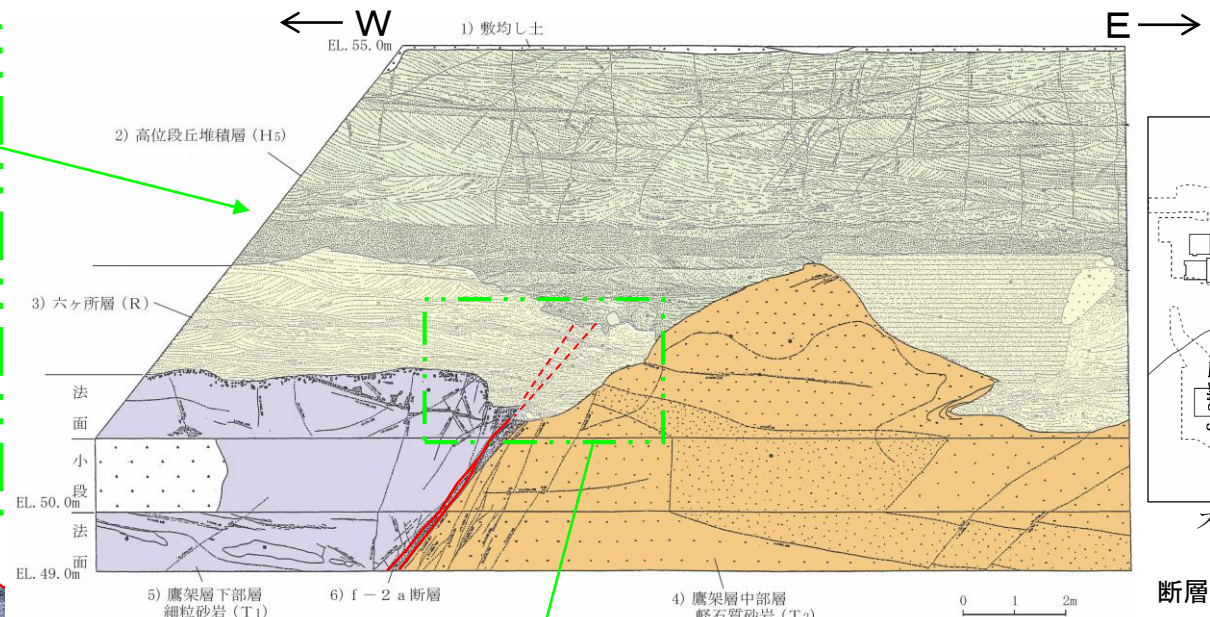 W
E
1) 敷均し土
EL.55.0m
2) 高位段丘堆積層 (H5)
3) 六ヶ所層 (R)
法
面
小
段
EL.50.0m
法
面
EL.49.0m
5) 鷹架層下部層
細粒砂岩 (T1)
6) f-2a断層
4) 鷹架層中部層
軽石質砂岩 (T2)
0 1 2m
断層